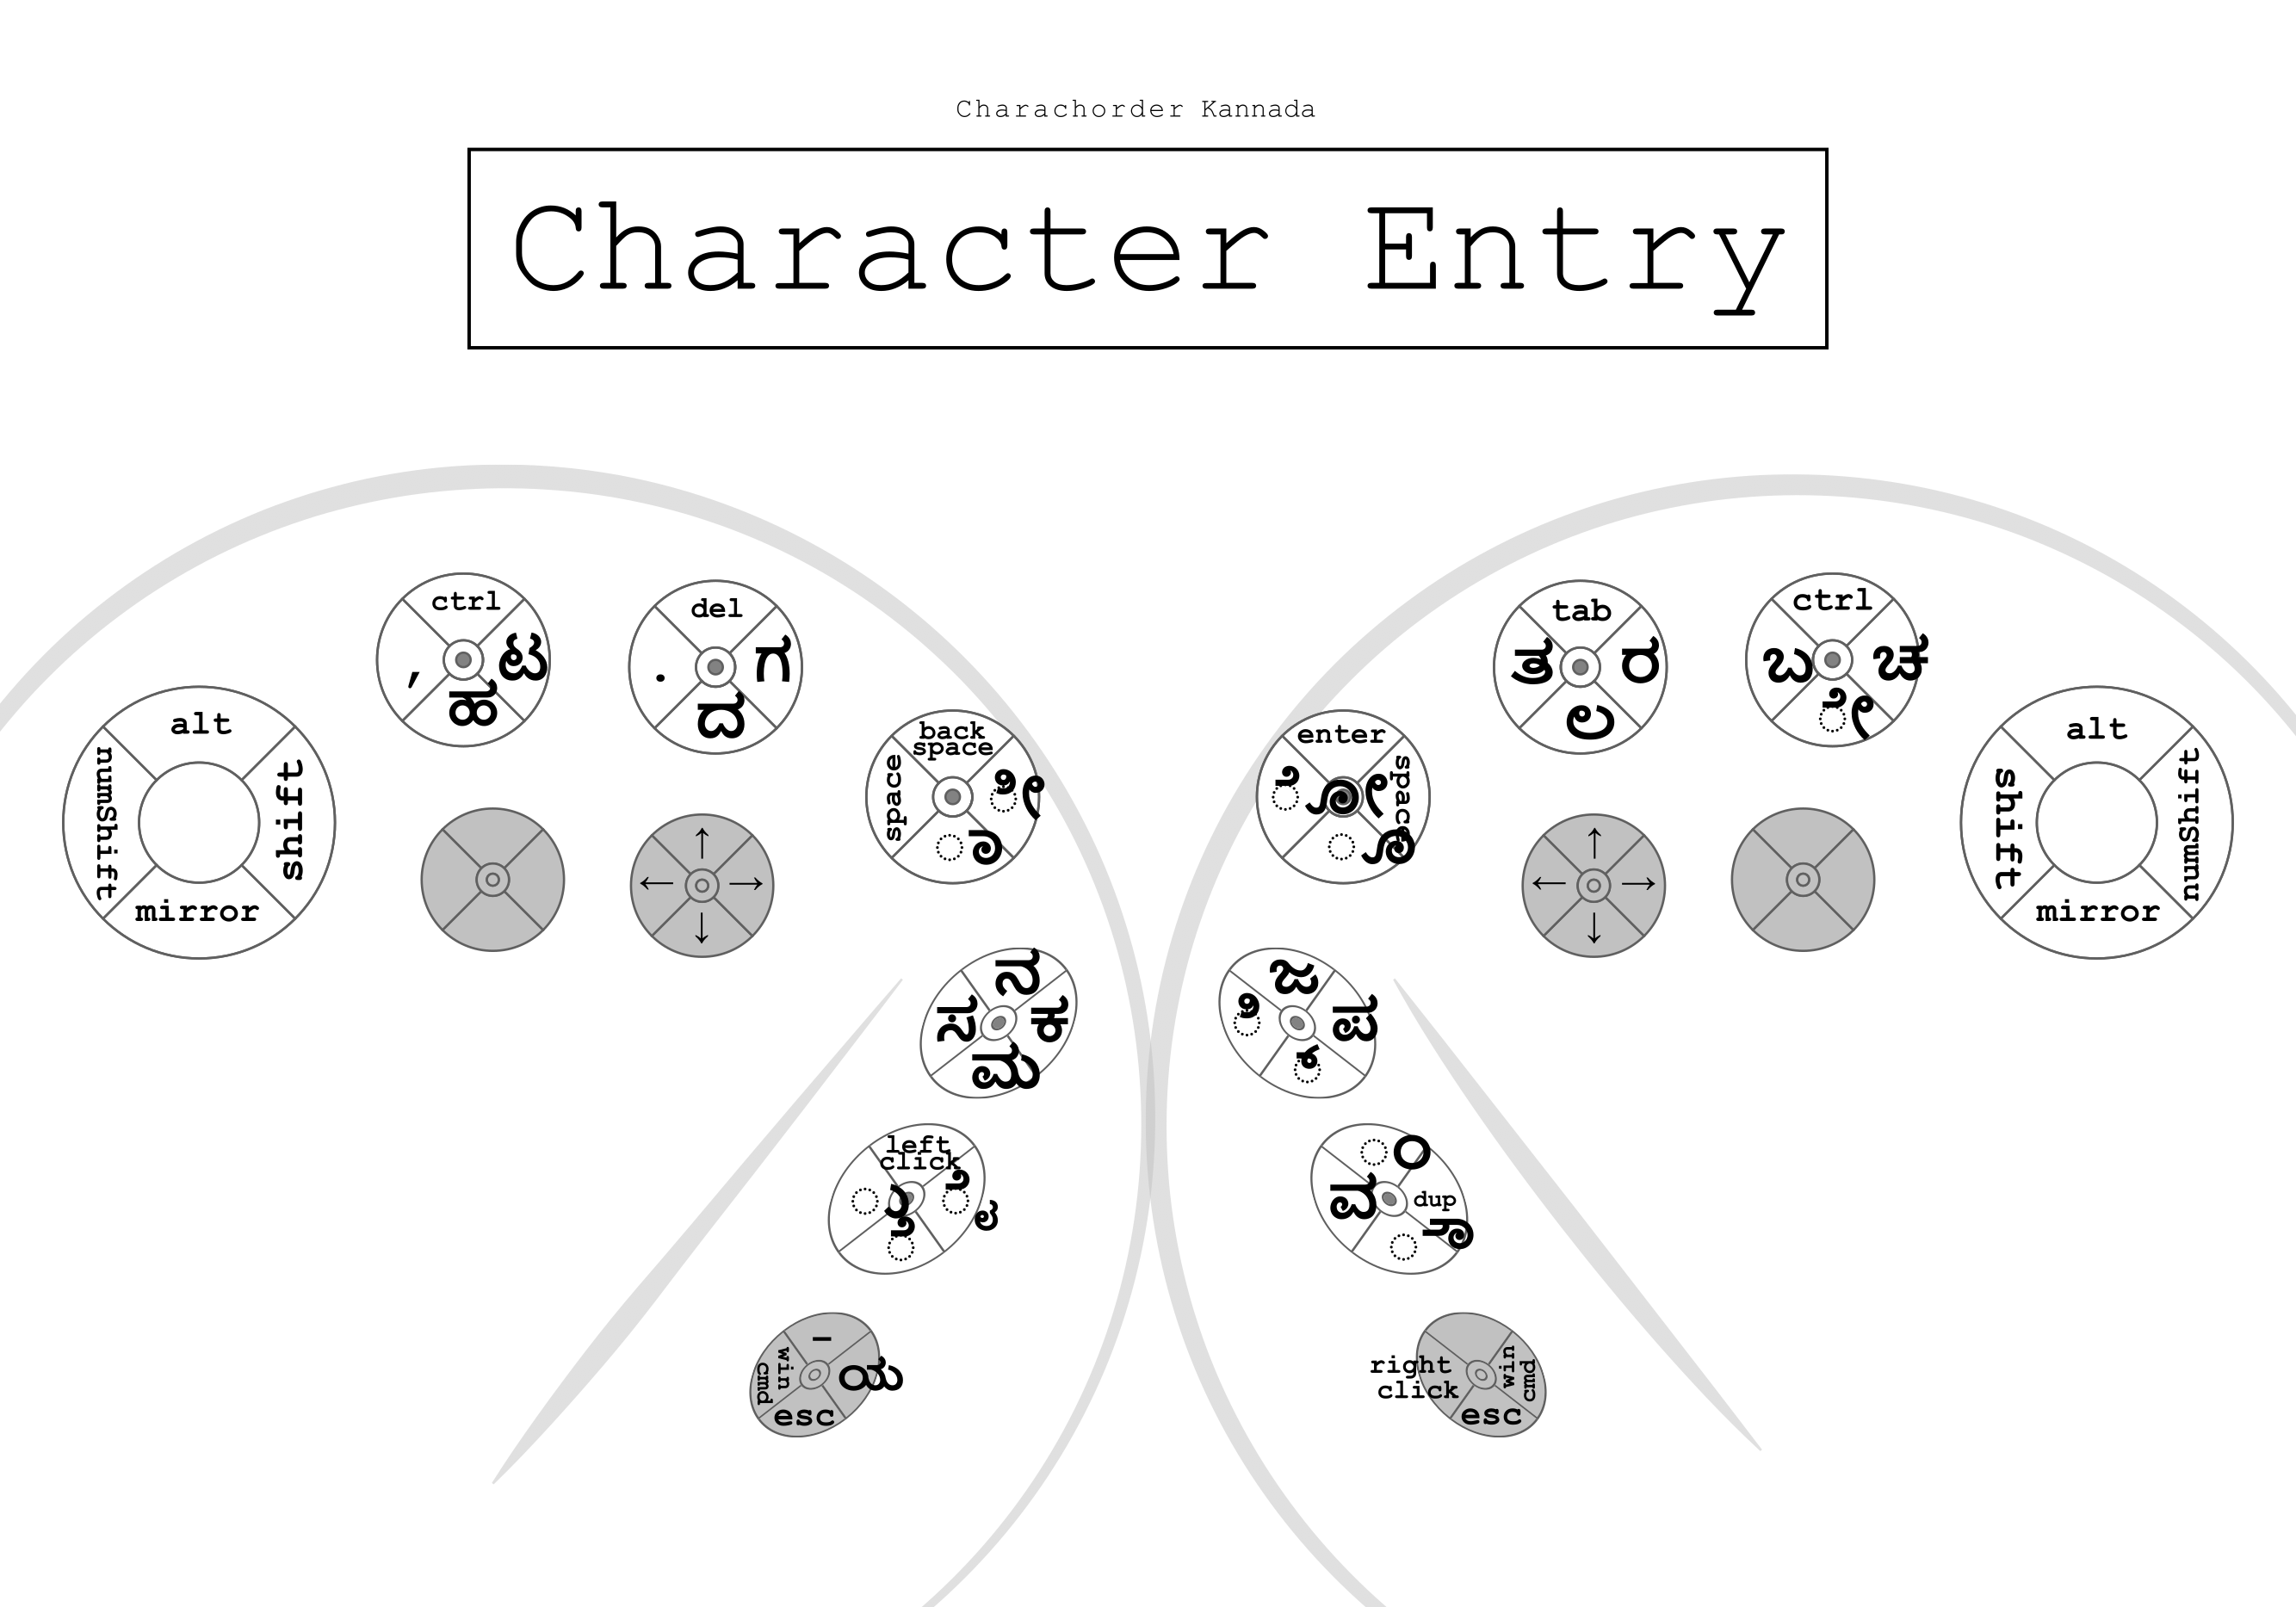 Charachorder Kannada
Character Entry
ctrl
, ಟ
ಹ
del
. ಗ
ದ
tab
ತ ರ
ಲ
ctrl
ಬ ಚ
◌ೇ
alt
numShift shift
mirror
back
space
space ◌ೀ
◌ು
enter
◌ೋ space
◌ೂ
alt
shift numShift
mirror
↑
← →
↓
↑
← →
↓
ನ
ಸ ಕ
ಮ
ಜ
◌ಿ ಪ
◌್
left
click
◌ಾ ◌ೈ
◌ೆ
◌ಂ
ವ dup
◌ೌ
-
win
cmd ಯ
esc
right
click win
cmd
esc